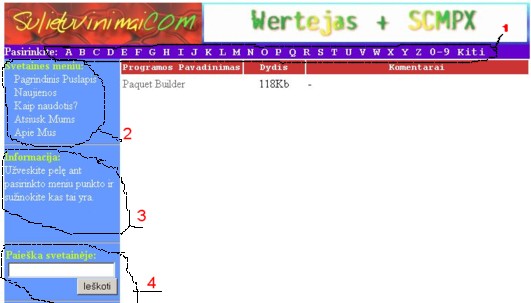 SulietuvinimaiCOM
Wertejas + SCMPX
1
Pasirinkite: A B C D E F G H I J K L M N O P Q R S T U V W X Y Z 0-9 Kiti
Svetainės meniu:
Pagrindinis Puslapis
Naujienos
Kaip naudotis?
Atsiusk Mums
Apie Mus
2
Programos Pavadinimas Dydis Komentarai
Paquet Builder 118Kb -
Informacija:
Užveskite pelę ant
pasirinkto meniu punkto ir
sužinokite kas tai yra.
3
Paieška svetainėje:
Ieškoti
4